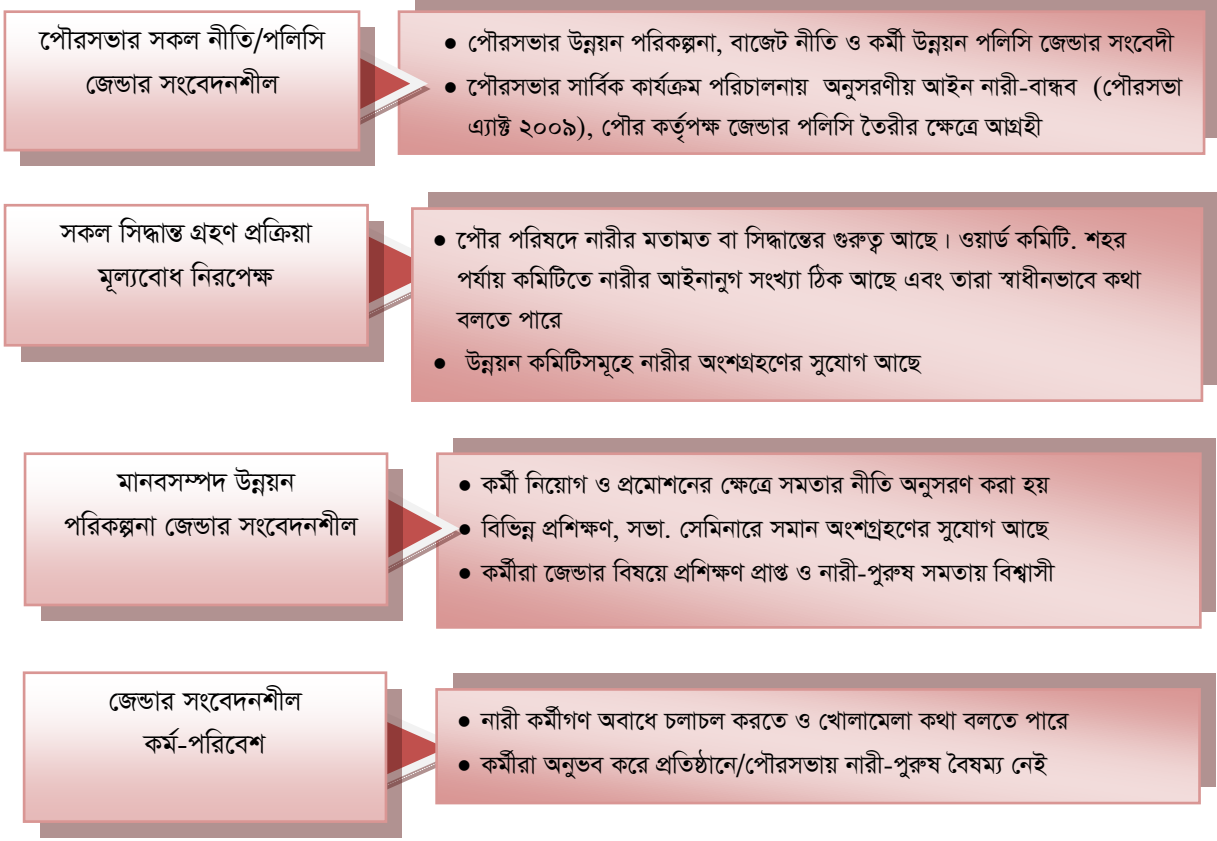 পৌরসভার সকল নীতি/পলিসি
জেন্ডার সংবেদনশীল
● পৌরসভার উন্নয়ন পরিকল্পনা, বাজেট নীতি ও কর্মী উন্নয়ন পলিসি জেন্ডার সংবেদী
● পৌরসভার সার্বিক কার্যক্রম পরিচালনায় অনুসরণীয় আইন নারী-বান্ধব (পৌরসভা
এ্যাক্ট ২০০৯), পৌর কর্তৃপক্ষ জেন্ডার পলিসি তৈরীর ক্ষেত্রে আগ্রহী
সকল সিদ্ধান্ত গ্রহণ প্রক্রিয়া
মূল্যবোধ নিরপেক্ষ
● পৌর পরিষদে নারীর মতামত বা সিদ্ধান্তের গুরুত্ব আছে। ওয়ার্ড কমিটি. শহর
পর্যায় কমিটিতে নারীর আইনানুগ সংখ্যা ঠিক আছে এবং তারা স্বাধীনভাবে কথা
বলতে পারে
● উন্নয়ন কমিটিসমূহে নারীর অংশগ্রহণের সুযোগ আছে
মানবসম্পদ উন্নয়ন
পরিকল্পনা জেন্ডার সংবেদনশীল
● কর্মী নিয়োগ ও প্রমোশনের ক্ষেত্রে সমতার নীতি অনুসরণ করা হয়
● বিভিন্ন প্রশিক্ষণ, সভা. সেমিনারে সমান অংশগ্রহণের সুযোগ আছে
● কর্মীরা জেন্ডার বিষয়ে প্রশিক্ষণ প্রাপ্ত ও নারী-পুরুষ সমতায় বিশ্বাসী
জেন্ডার সংবেদনশীল
কর্ম-পরিবেশ
● নারী কর্মীগণ অবাধে চলাচল করতে ও খোলামেলা কথা বলতে পারে
● কর্মীরা অনুভব করে প্রতিষ্ঠানে/পৌরসভায় নারী-পুরুষ বৈষম্য নেই